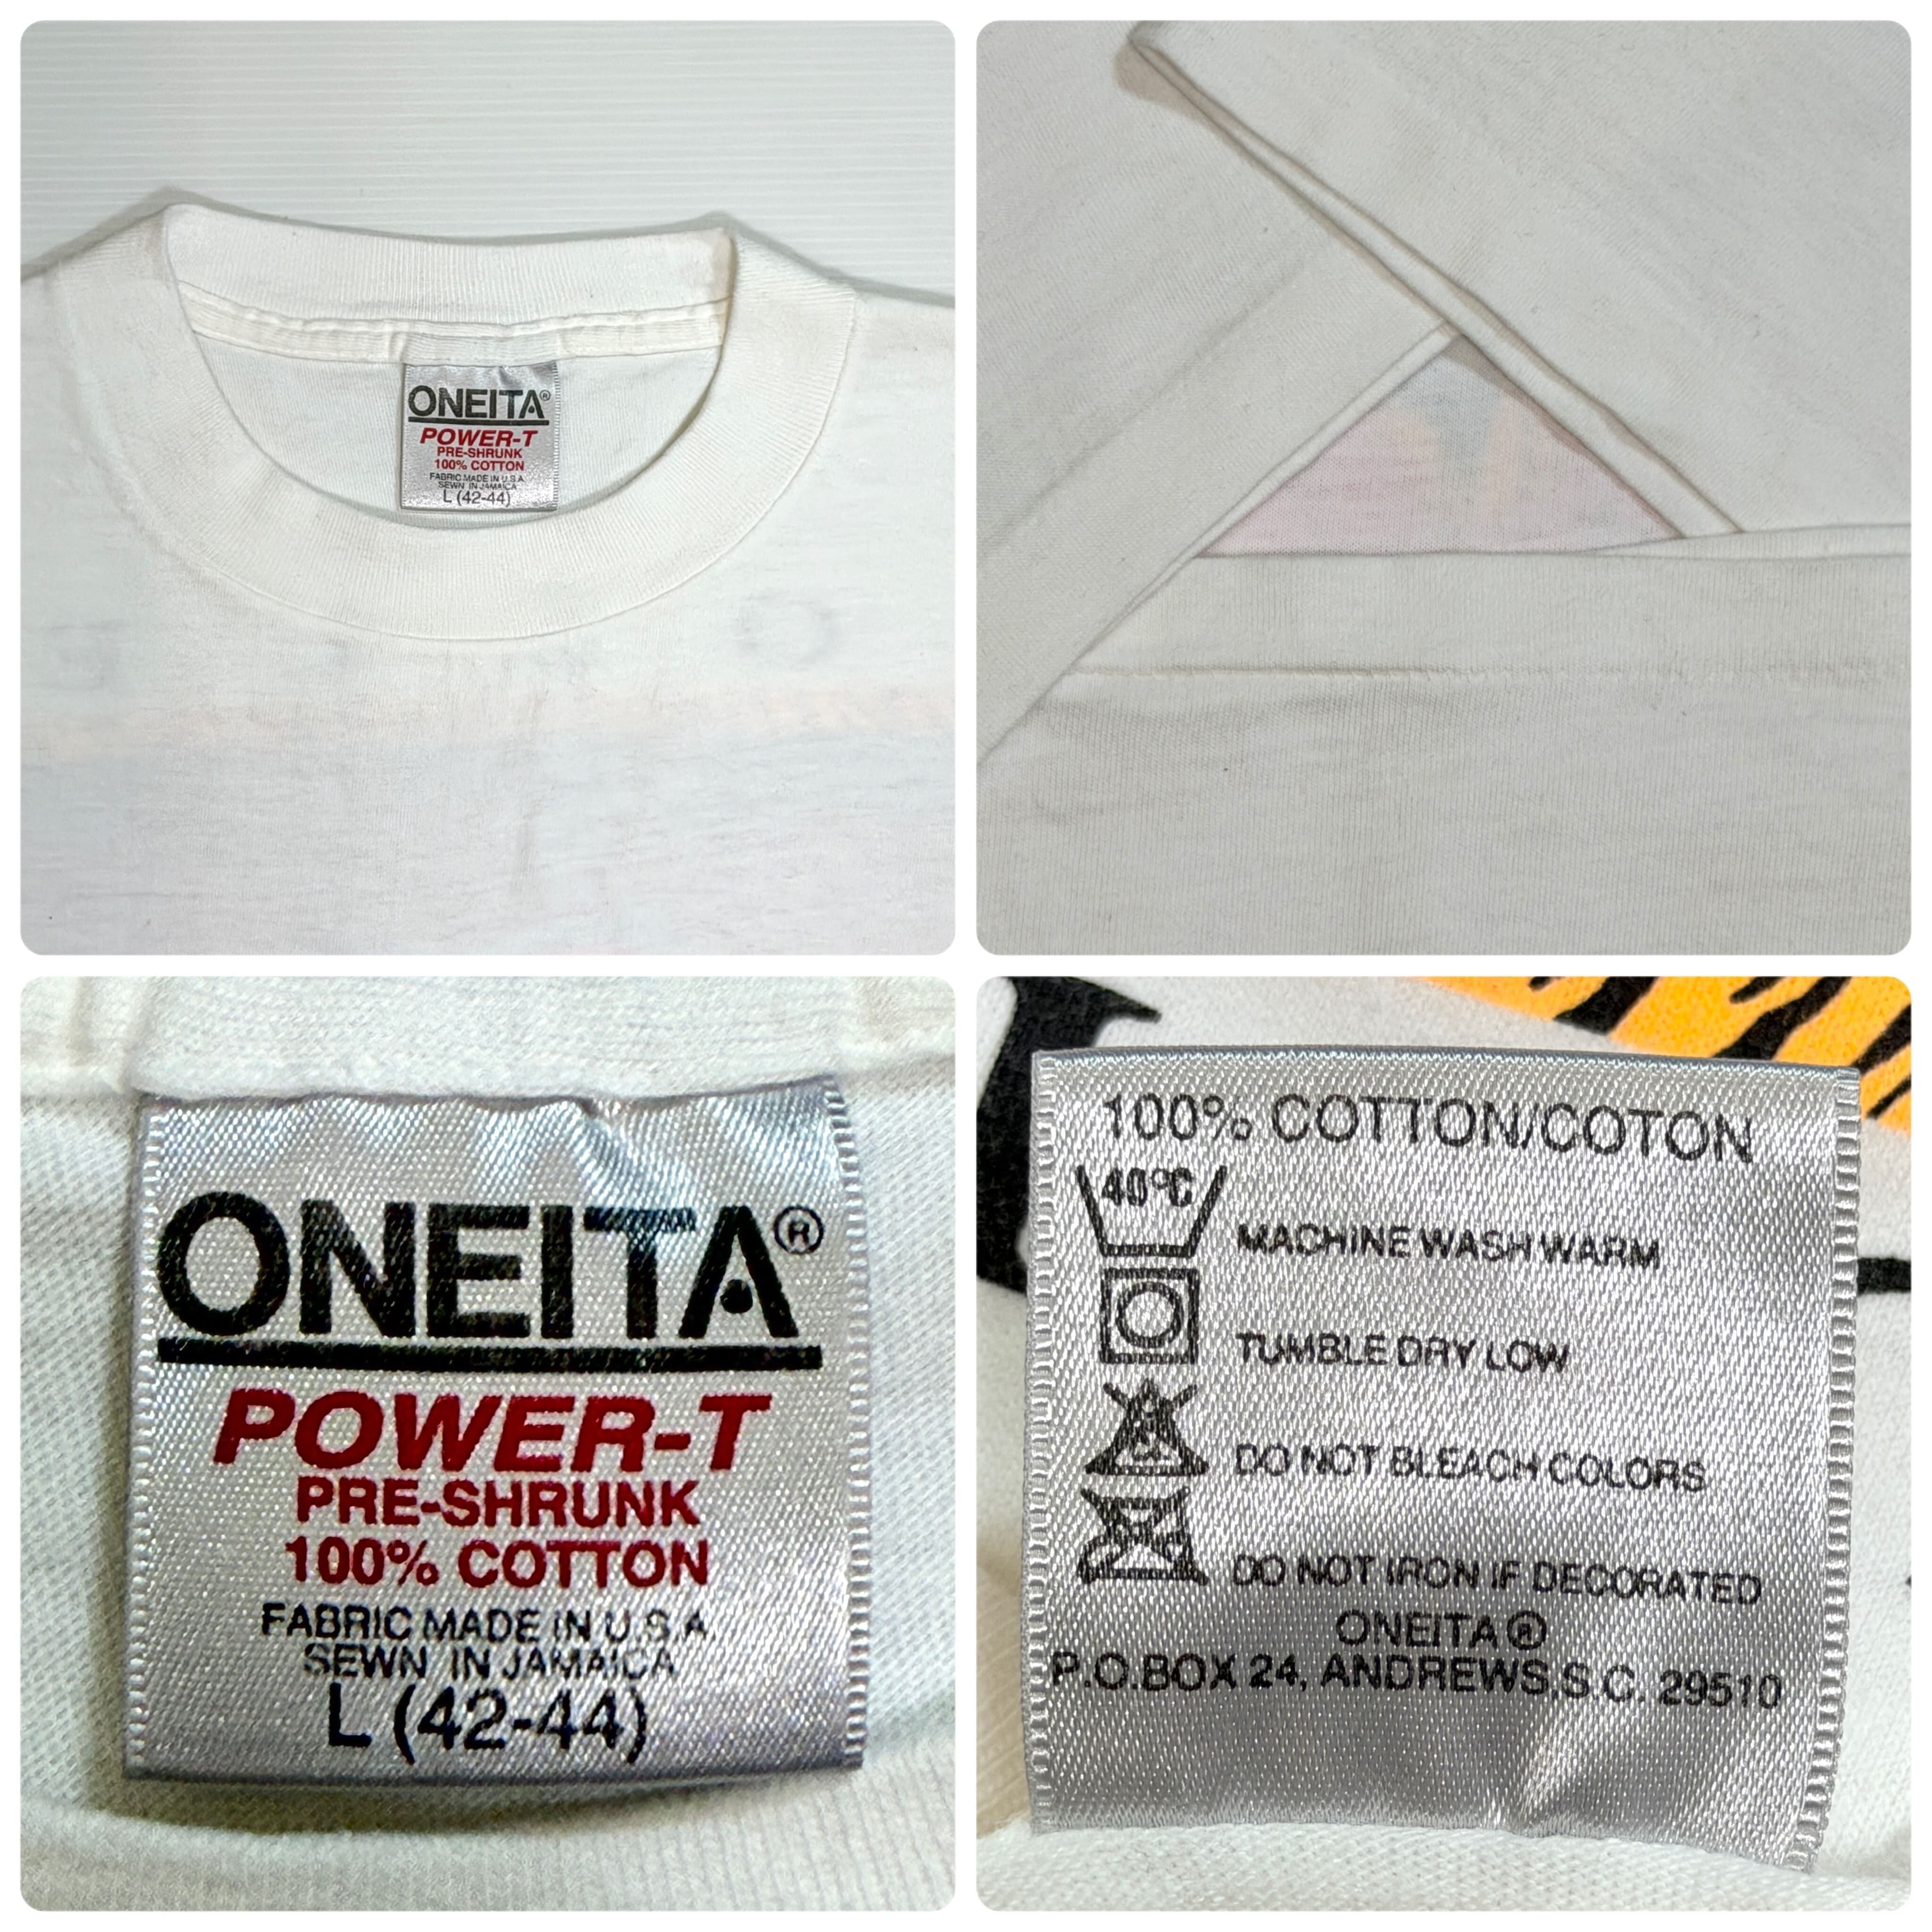 ONEITA®
POWER-T
PRE-SHRUNK
100% COTTON
FABRIC MADE IN U.S.A
SEWN IN JAMAICA
L (42-44)
ONEITA®
POWER-T
PRE-SHRUNK
100% COTTON
FABRIC MADE IN U.S.A
SEWN IN JAMAICA
L (42-44)
100% COTTON/COTON
40°C
MACHINE WASH WARM
TUMBLE DRY LOW
DO NOT BLEACH COLORS
DO NOT IRON IF DECORATED
ONEITA ®
P.O.BOX 24, ANDREWS,S.C. 29510